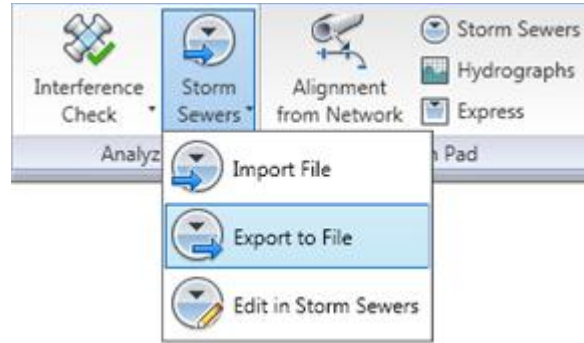 Interference
Check
Storm
Sewers
Alignment
from Network
Storm Sewers
Hydrographs
Express
Analyz
Pad
Import File
Export to File
Edit in Storm Sewers